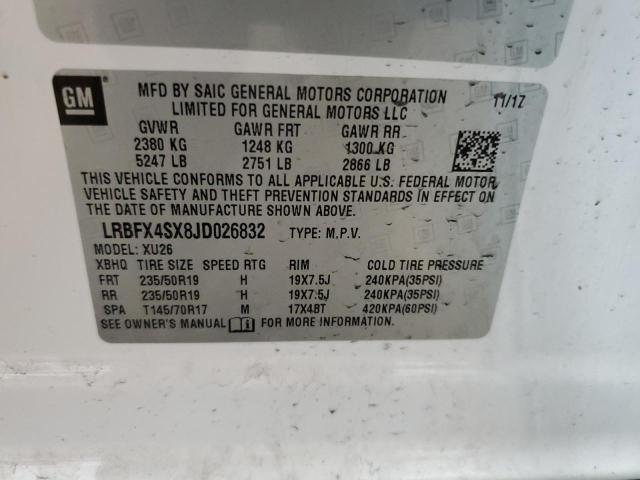 GM
MFD BY SAIC GENERAL MOTORS CORPORATION 11/17
LIMITED FOR GENERAL MOTORS LLC
GVWR GAWR FRT GAWR RR
2380 KG 1248 KG 1300 KG
5247 LB 2751 LB 2866 LB
THIS VEHICLE CONFORMS TO ALL APPLICABLE U.S. FEDERAL MOTOR
VEHICLE SAFETY AND THEFT PREVENTION STANDARDS IN EFFECT ON
THE DATE OF MANUFACTURE SHOWN ABOVE.
LRBFX4SX8JD026832 TYPE: M.P.V.
MODEL: XU26
XBHQ TIRE SIZE SPEED RTG RIM COLD TIRE PRESSURE
FRT 235/50R19 H 19X7.5J 240KPA(35PSI)
RR 235/50R19 H 19X7.5J 240KPA(35PSI)
SPA T145/70R17 M 17X4BT 420KPA(60PSI)
SEE OWNER'S MANUAL FOR MORE INFORMATION.